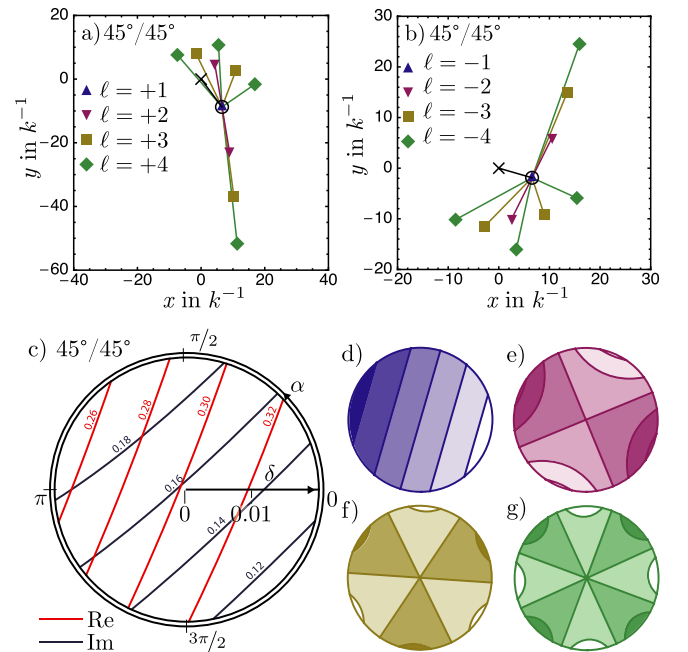 a) 45°/45°
20
0
−20
−40
−60
y in k⁻¹
ℓ = +1
ℓ = +2
ℓ = +3
ℓ = +4
−40 −20 0 20 40
x in k⁻¹
b) 45°/45°
30
20
10
0
−10
−20
y in k⁻¹
ℓ = −1
ℓ = −2
ℓ = −3
ℓ = −4
−30 −20 −10 0 10 20 30
x in k⁻¹
c) 45°/45°
π/2
α
0.26
0.28
0.30
0.32
0.18
0.16
0.14
0.12
δ
π
0
0 0.01
3π/2
Re
Im
d)
e)
f)
g)